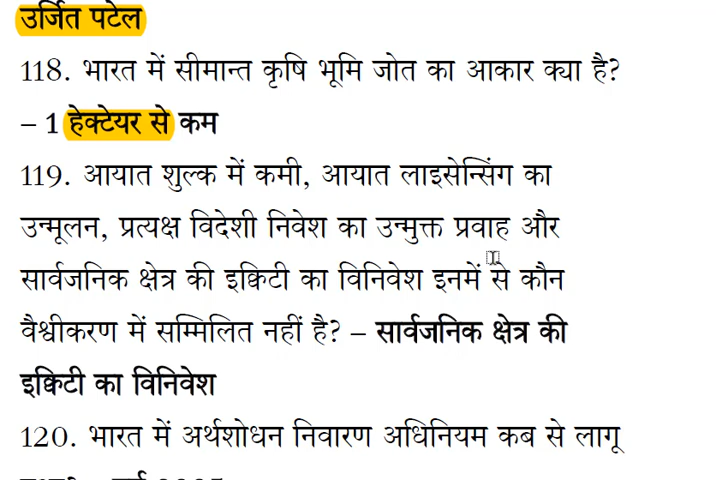 उर्जित पटेल
118. भारत में सीमान्त कृषि भूमि जोत का आकार क्या है?
– 1 हेक्टेयर से कम
119. आयात शुल्क में कमी, आयात लाइसेन्सिंग का
उन्मूलन, प्रत्यक्ष विदेशी निवेश का उन्मुक्त प्रवाह और
सार्वजनिक क्षेत्र की इक्विटी का विनिवेश इनमें से कौन
वैश्वीकरण में सम्मिलित नहीं है? – सार्वजनिक क्षेत्र की
इक्विटी का विनिवेश
120. भारत में अर्थशोधन निवारण अधिनियम कब से लागू